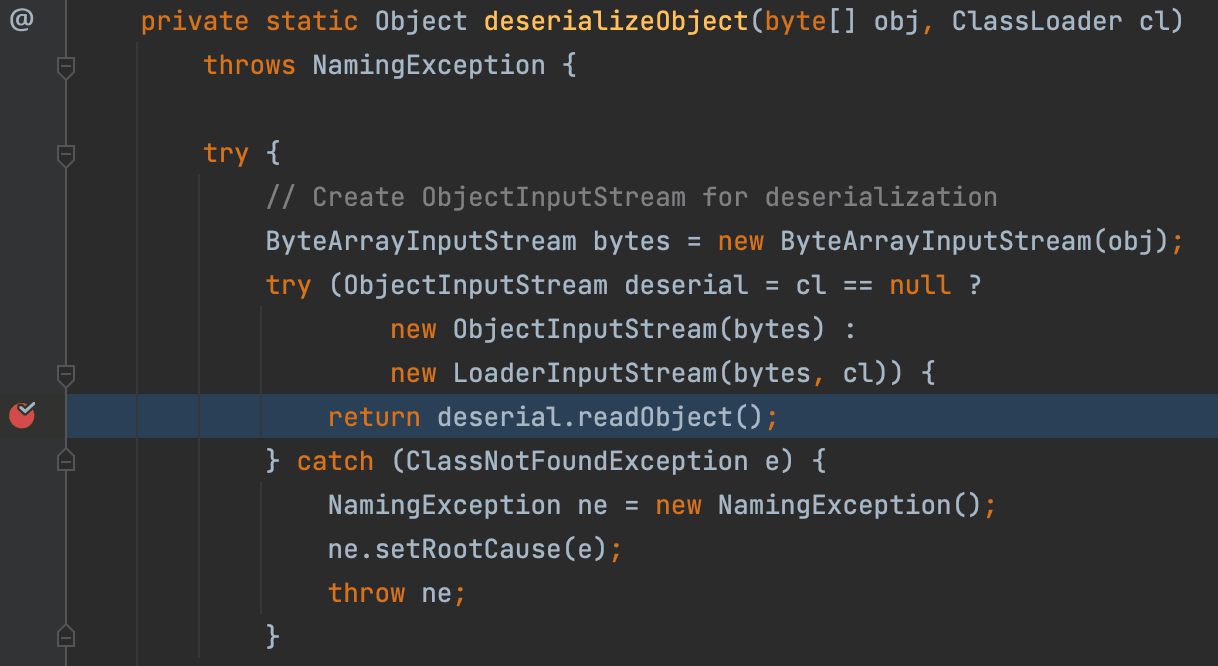 @ private static Object deserializeObject(byte[] obj, ClassLoader cl)
throws NamingException {
try {
// Create ObjectInputStream for deserialization
ByteArrayInputStream bytes = new ByteArrayInputStream(obj);
try (ObjectInputStream deserial = cl == null ?
new ObjectInputStream(bytes) :
new LoaderInputStream(bytes, cl)) {
return deserial.readObject();
} catch (ClassNotFoundException e) {
NamingException ne = new NamingException();
ne.setRootCause(e);
throw ne;
}